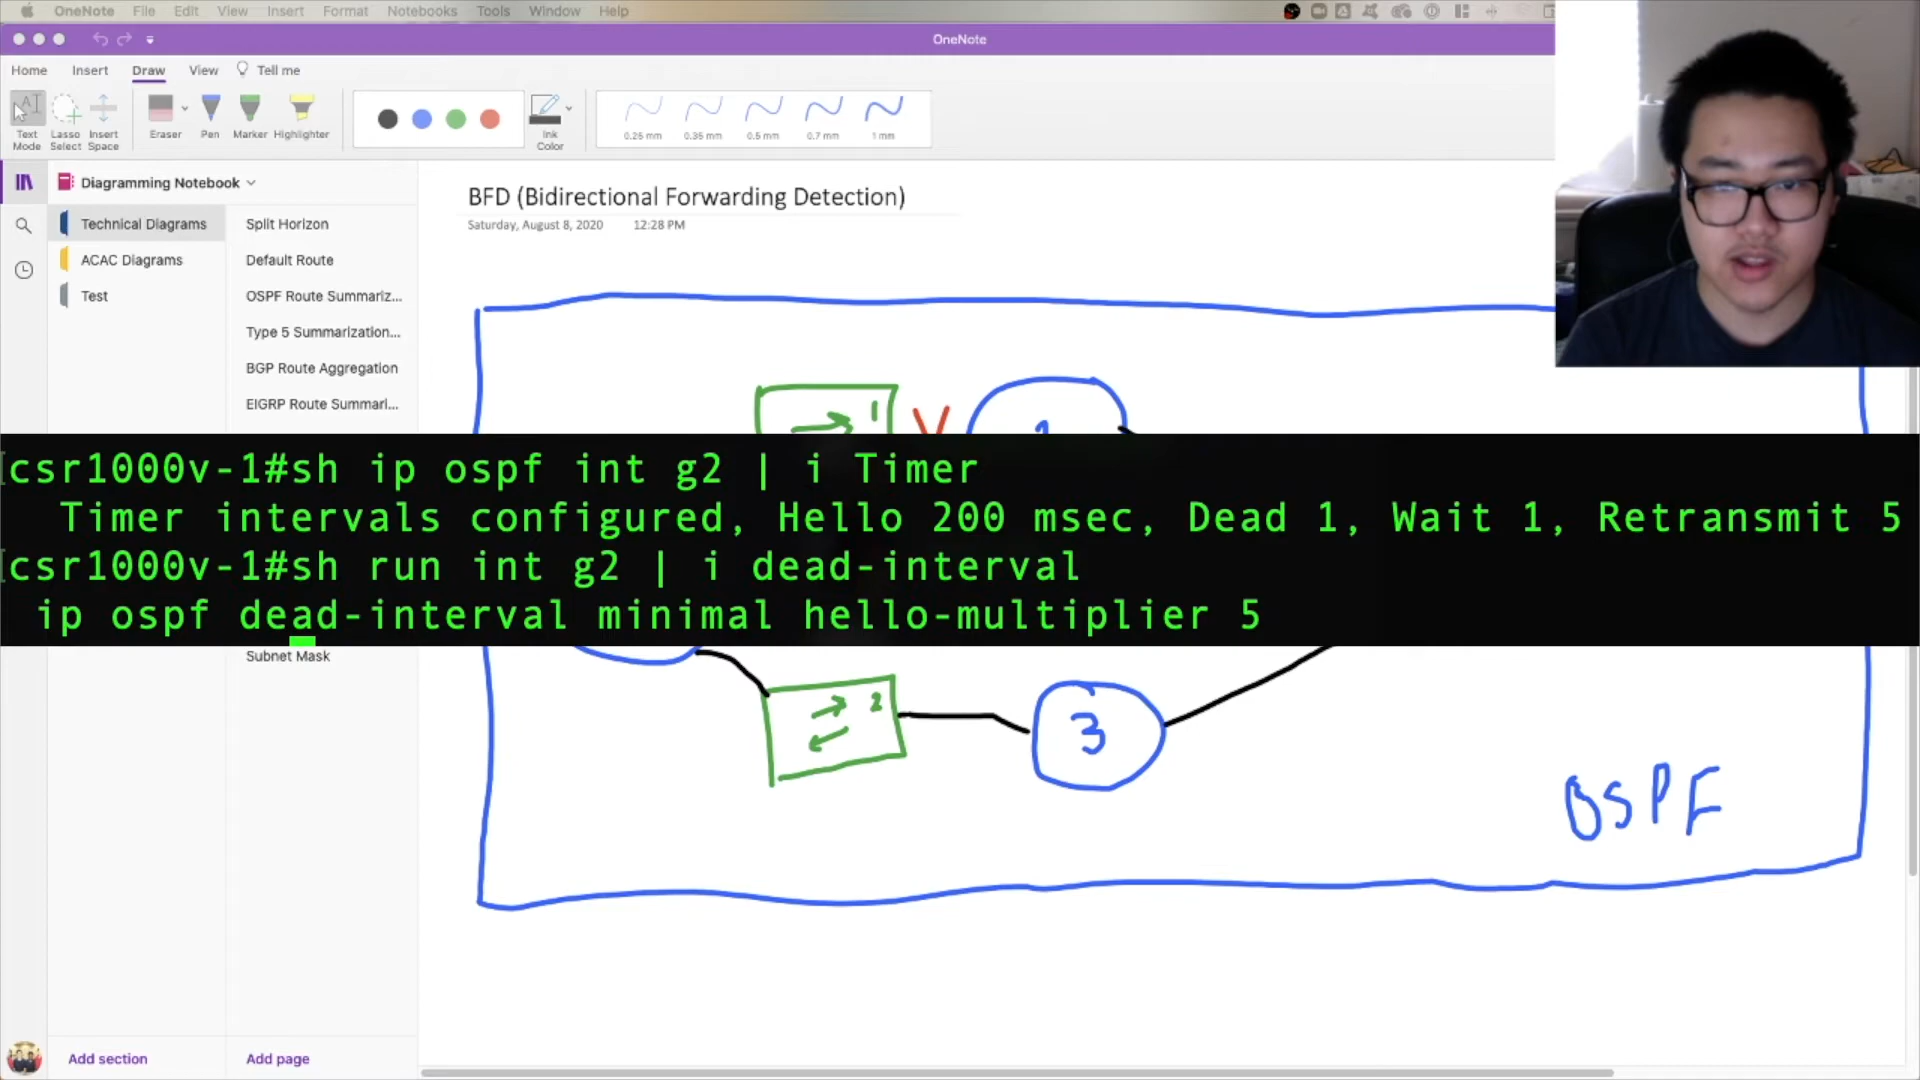 OneNote File Edit View Insert Format Notebooks Tools Window Help
OneNote
Home Insert Draw View Tell me
Text Mode
Lasso Select
Insert Space
Eraser
Pen
Marker
Highlighter
Ink Color
0.25 mm 0.35 mm 0.5 mm 0.7 mm 1 mm
Diagramming Notebook
Technical Diagrams
ACAC Diagrams
Test
Split Horizon
Default Route
OSPF Route Summariz...
Type 5 Summarization...
BGP Route Aggregation
EIGRP Route Summari...
BFD (Bidirectional Forwarding Detection)
Saturday, August 8, 2020 12:28 PM
1
csr1000v-1#sh ip ospf int g2 | i Timer
Timer intervals configured, Hello 200 msec, Dead 1, Wait 1, Retransmit 5
csr1000v-1#sh run int g2 | i dead-interval
ip ospf dead-interval minimal hello-multiplier 5
Subnet Mask
2
3
OSPF
Add section
Add page